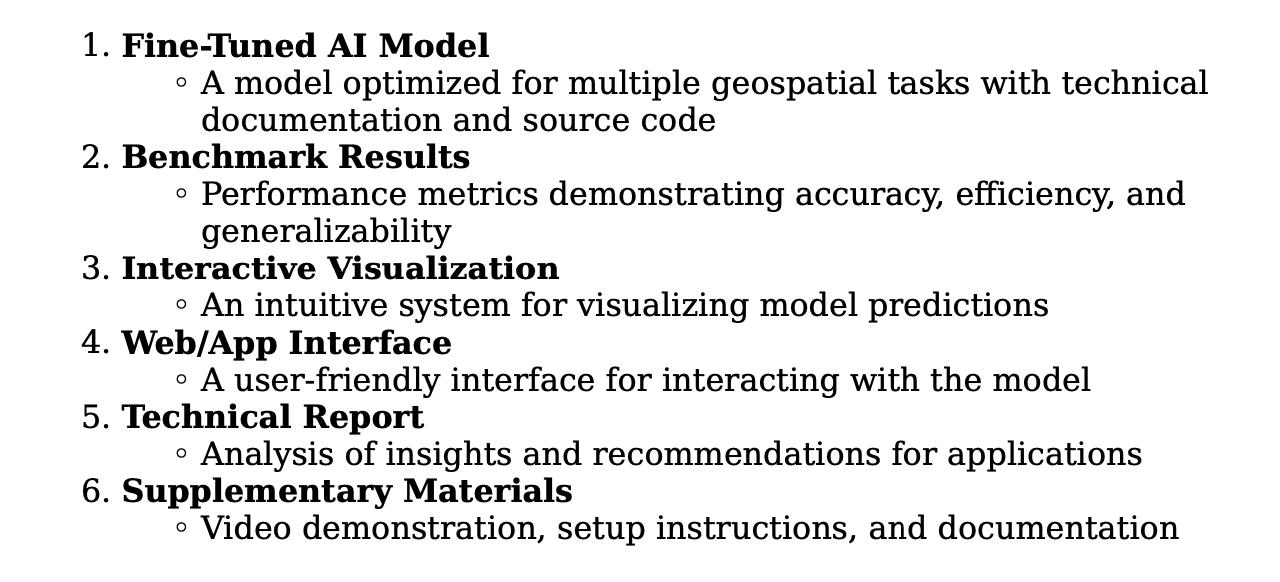 1. Fine-Tuned AI Model
◦ A model optimized for multiple geospatial tasks with technical
documentation and source code
2. Benchmark Results
◦ Performance metrics demonstrating accuracy, efficiency, and
generalizability
3. Interactive Visualization
◦ An intuitive system for visualizing model predictions
4. Web/App Interface
◦ A user-friendly interface for interacting with the model
5. Technical Report
◦ Analysis of insights and recommendations for applications
6. Supplementary Materials
◦ Video demonstration, setup instructions, and documentation